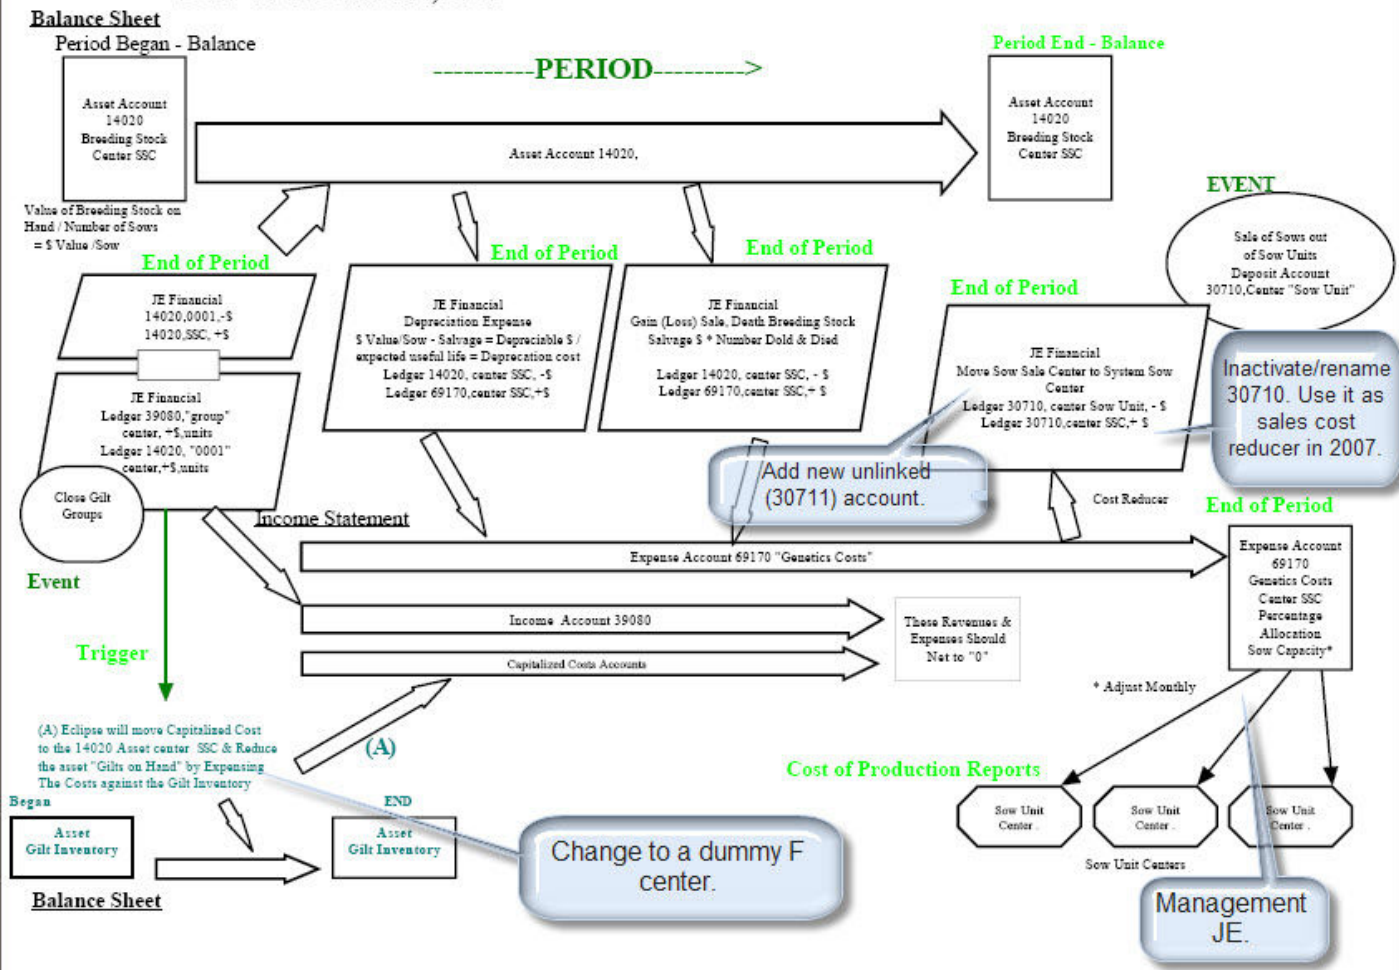 Balance Sheet
Period Began - Balance
Period End - Balance
----------PERIOD--------->
Asset Account
14020
Breeding Stock
Center SSC
Asset Account 14020,
Asset Account
14020
Breeding Stock
Center SSC
Value of Breeding Stock on
Hand / Number of Sows
= $ Value /Sow
EVENT
Sale of Sows out
of Sow Units
Deposit Account
30710,Center "Sow Unit"
End of Period
JE Financial
14020,0001,-$
14020,SSC, +$
JE Financial
Ledger 39080,"group"
center, +$,units
Ledger 14020, "0001"
center,+$,units
Close Gilt
Groups
Event
End of Period
JE Financial
Depreciation Expense
$ Value/Sow - Salvage = Depreciable $ /
expected useful life = Deprecation cost
Ledger 14020, center SSC, -$
Ledger 69170,center SSC,+$
End of Period
JE Financial
Gain (Loss) Sale, Death Breeding Stock
Salvage $ * Number Dold & Died
Ledger 14020, center SSC, - $
Ledger 69170,center SSC,+ $
End of Period
JE Financial
Move Sow Sale Center to System Sow
Center
Ledger 30710, center Sow Unit, - $
Ledger 30710,center SSC,+ $
Inactivate/rename
30710. Use it as
sales cost
reducer in 2007.
Add new unlinked
(30711) account.
Cost Reducer
End of Period
Income Statement
Expense Account 69170 "Genetics Costs"
Expense Account
69170
Genetics Costs
Center SSC
Percentage
Allocation
Sow Capacity*
Income Account 39080
Capitalized Costs Accounts
These Revenues &
Expenses Should
Net to "0"
Trigger
* Adjust Monthly
(A) Eclipse will move Capitalized Cost
to the 14020 Asset center SSC & Reduce
the asset "Gilts on Hand" by Expensing
The Costs against the Gilt Inventory
(A)
Cost of Production Reports
Began
END
Asset
Gilt Inventory
Asset
Gilt Inventory
Sow Unit
Center .
Sow Unit
Center .
Sow Unit
Center .
Sow Unit Centers
Change to a dummy F
center.
Balance Sheet
Management
JE.